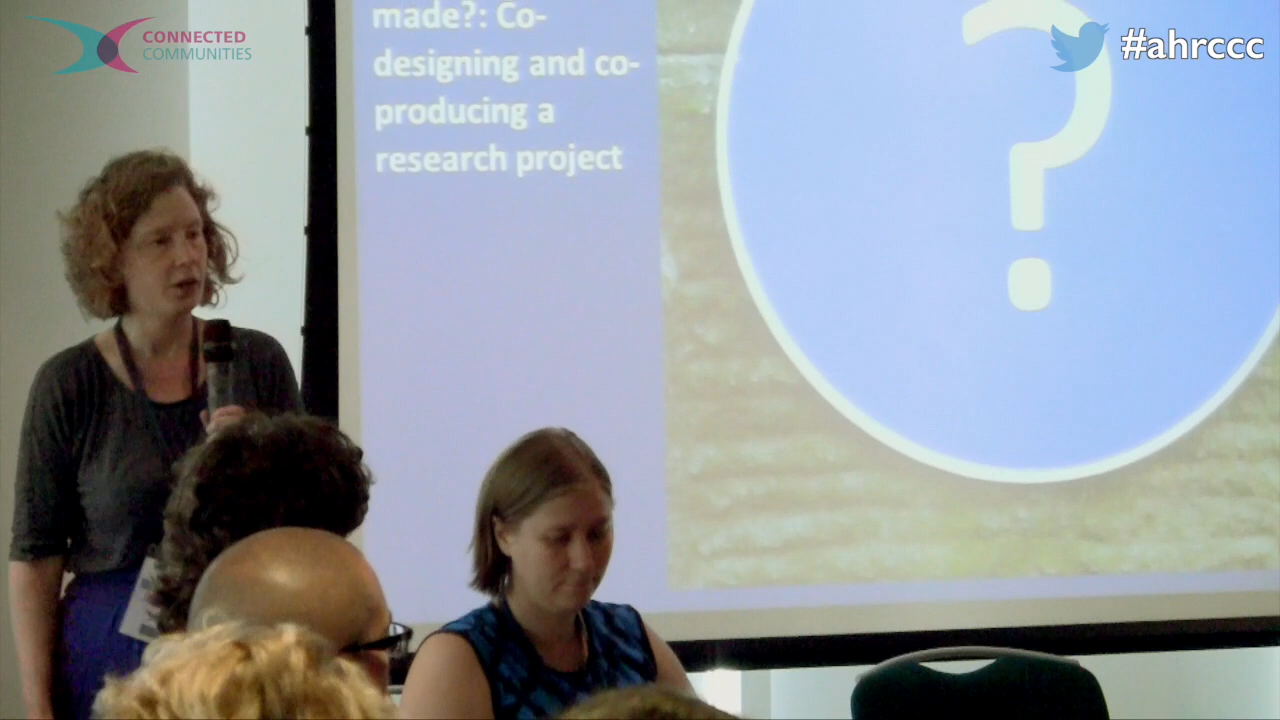 CONNECTED
COMMUNITIES
#ahrccc
made?: Co-
designing and co-
producing a
research project
?